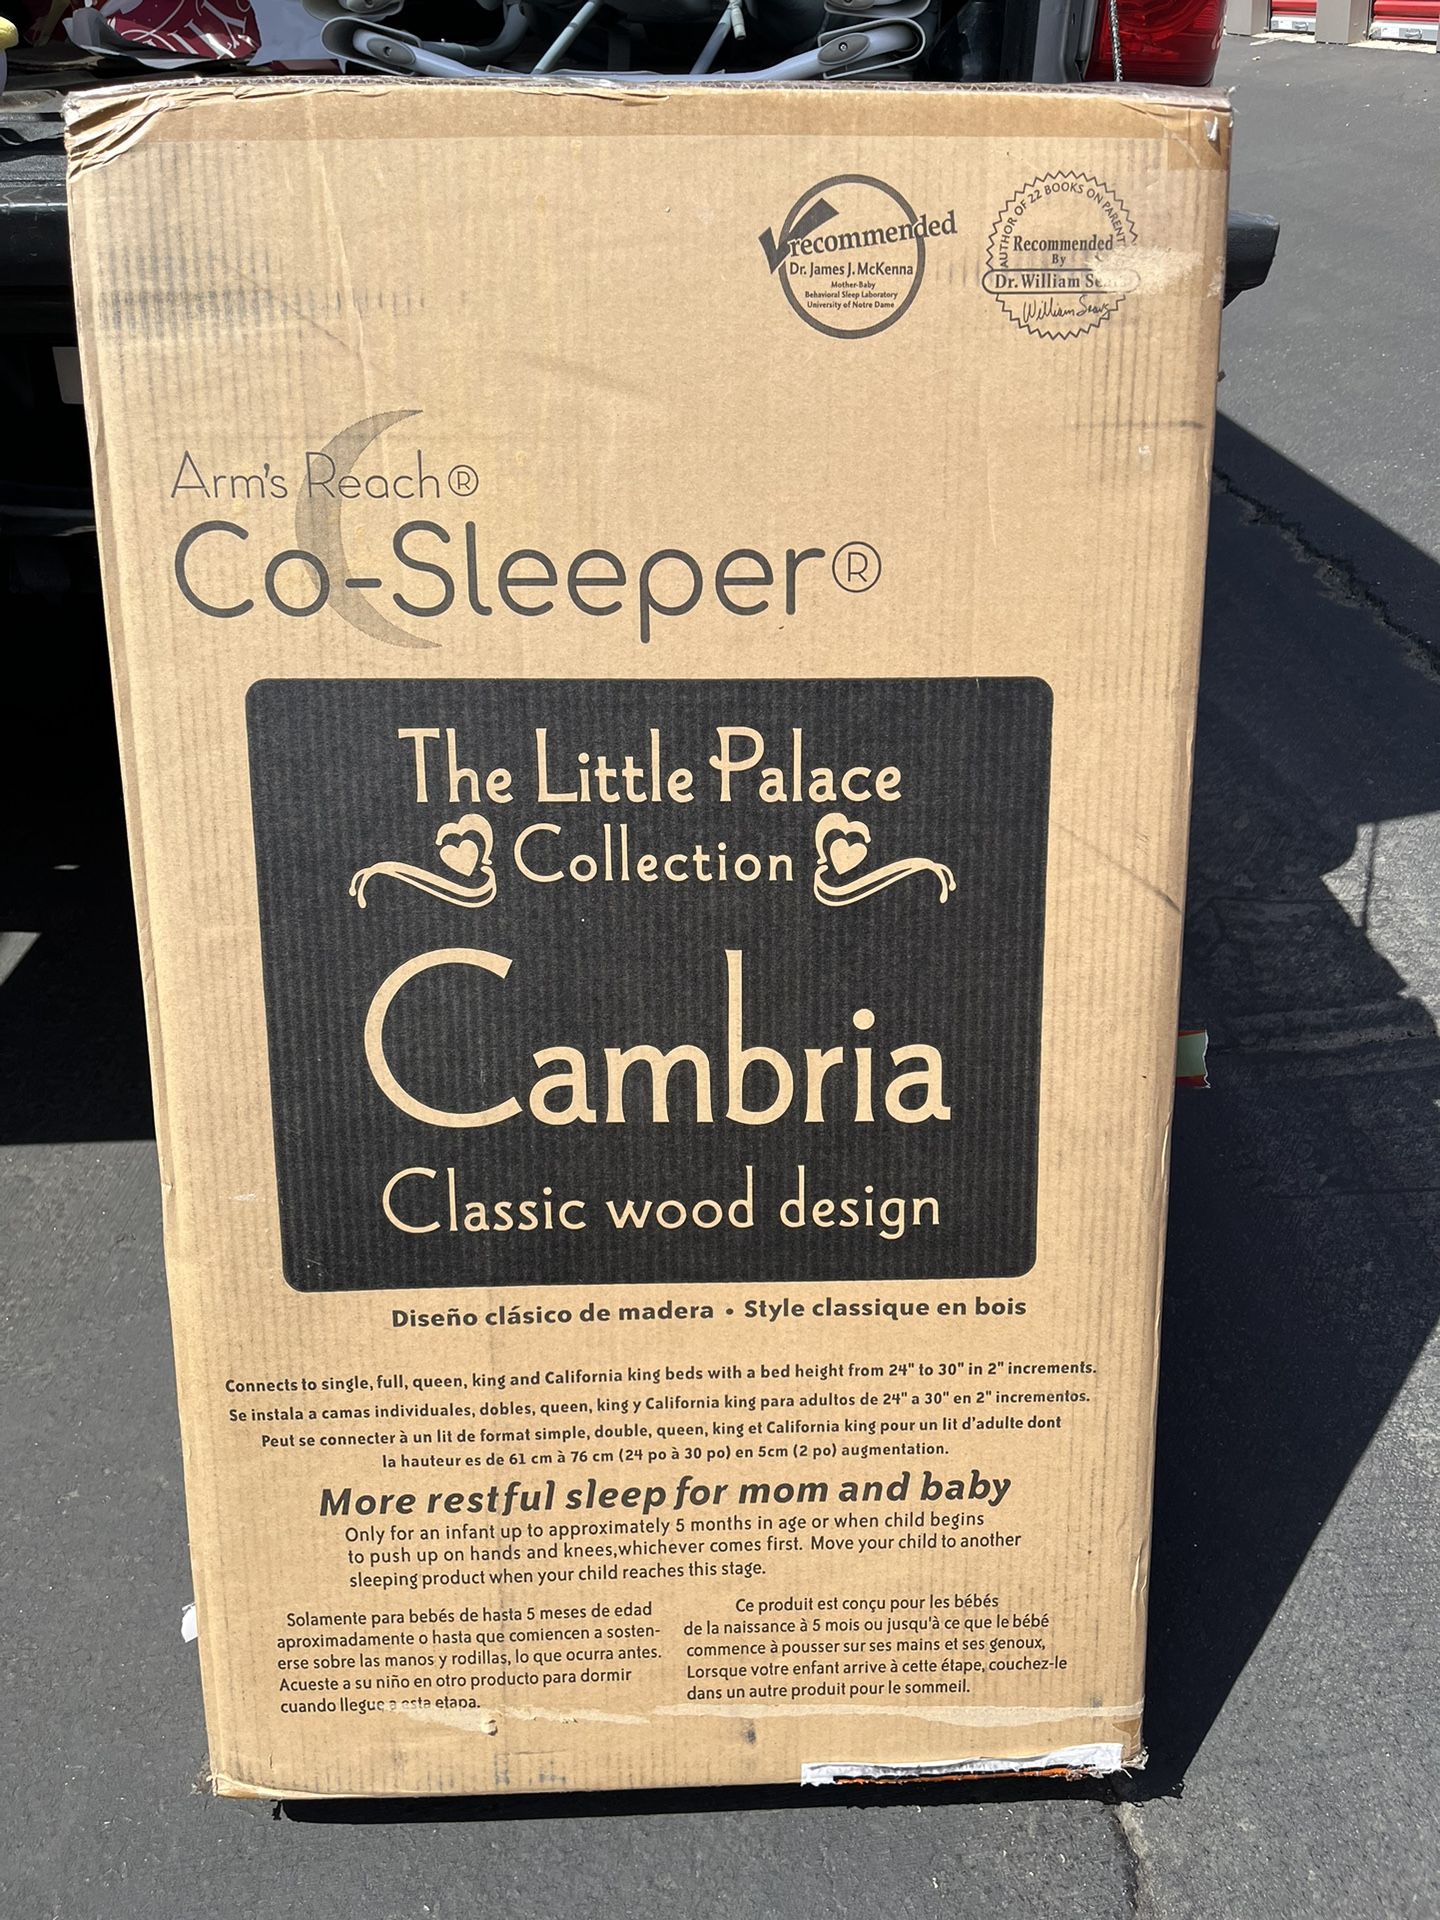 recommended
Dr. James J. McKenna
Mother-Baby
Behavioral Sleep Laboratory
University of Notre Dame
AUTHOR OF 22 BOOKS ON
Recommended
By
Dr. William
William Sears
Arm's Reach®
Co-Sleeper®
The Little Palace
Collection
Cambria
Classic wood design
Diseño clásico de madera • Style classique en bois
Connects to single, full, queen, king and California king beds with a bed height from 24" to 30" in 2" increments.
Se instala a camas individuales, dobles, queen, king y California king para adultos de 24" a 30" en 2" incrementos.
Peut se connecter à un lit de format simple, double, queen, king et California king pour un lit d'adulte dont
la hauteur es de 61 cm à 76 cm (24 po à 30 po) en 5cm (2 po) augmentation.
More restful sleep for mom and baby
Only for an infant up to approximately 5 months in age or when child begins
to push up on hands and knees,whichever comes first. Move your child to another
sleeping product when your child reaches this stage.
Solamente para bebés de hasta 5 meses de edad
aproximadamente o hasta que comiencen a sosten-
erse sobre las manos y rodillas, lo que ocurra antes.
Acueste a su niño en otro producto para dormir
cuando llegue a esta etapa.
Ce produit est conçu pour les bébés
de la naissance à 5 mois ou jusqu'à ce que le bébé
commence à pousser sur ses mains et ses genoux,
Lorsque votre enfant arrive à cette étape, couchez-le
dans un autre produit pour le sommeil.